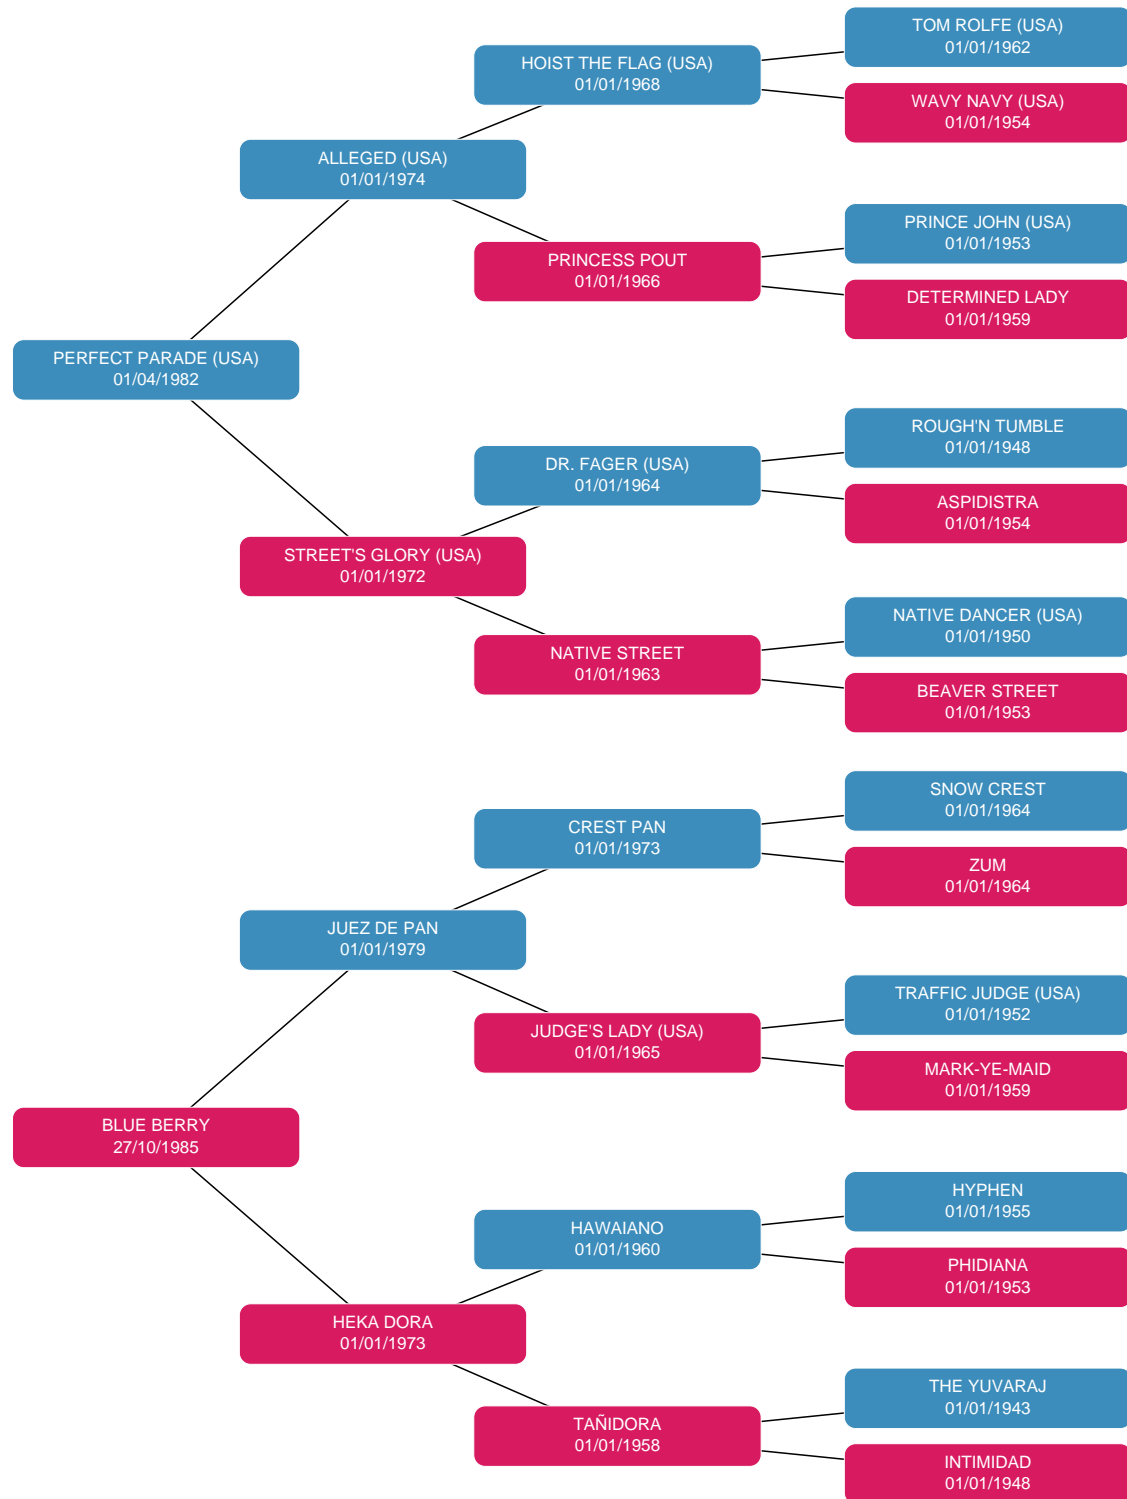 TOM ROLFE (USA)
01/01/1962
HOIST THE FLAG (USA)
01/01/1968
WAVY NAVY (USA)
01/01/1954
ALLEGED (USA)
01/01/1974
PRINCE JOHN (USA)
01/01/1953
PRINCESS POUT
01/01/1966
DETERMINED LADY
01/01/1959
PERFECT PARADE (USA)
01/04/1982
ROUGH'N TUMBLE
01/01/1948
DR. FAGER (USA)
01/01/1964
ASPIDISTRA
01/01/1954
STREET'S GLORY (USA)
01/01/1972
NATIVE DANCER (USA)
01/01/1950
NATIVE STREET
01/01/1963
BEAVER STREET
01/01/1953
SNOW CREST
01/01/1964
CREST PAN
01/01/1973
ZUM
01/01/1964
JUEZ DE PAN
01/01/1979
TRAFFIC JUDGE (USA)
01/01/1952
JUDGE'S LADY (USA)
01/01/1965
MARK-YE-MAID
01/01/1959
BLUE BERRY
27/10/1985
HYPHEN
01/01/1955
HAWAIANO
01/01/1960
PHIDIANA
01/01/1953
HEKA DORA
01/01/1973
THE YUVARAJ
01/01/1943
TAÑIDORA
01/01/1958
INTIMIDAD
01/01/1948